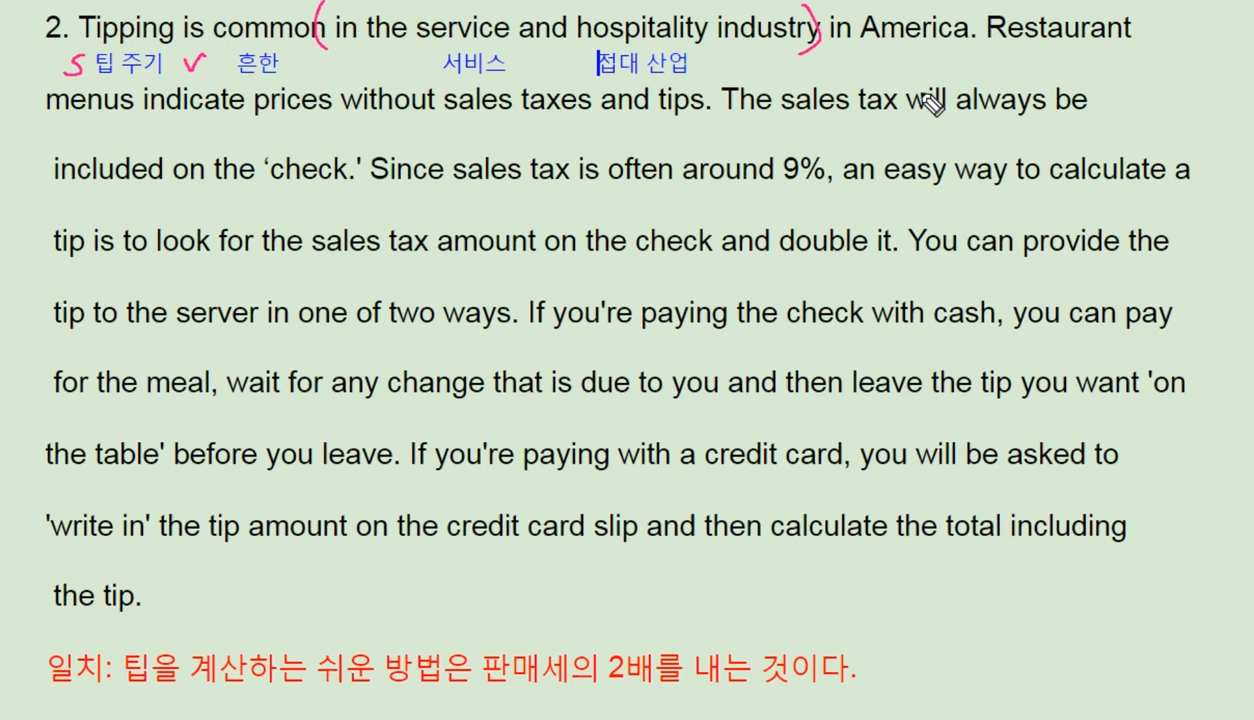 2. Tipping is common in the service and hospitality industry in America. Restaurant
S 팁 주기 V 흔한 서비스 접대 산업
menus indicate prices without sales taxes and tips. The sales tax will always be
included on the ‘check.' Since sales tax is often around 9%, an easy way to calculate a
tip is to look for the sales tax amount on the check and double it. You can provide the
tip to the server in one of two ways. If you're paying the check with cash, you can pay
for the meal, wait for any change that is due to you and then leave the tip you want 'on
the table' before you leave. If you're paying with a credit card, you will be asked to
'write in' the tip amount on the credit card slip and then calculate the total including
the tip.
일치: 팁을 계산하는 쉬운 방법은 판매세의 2배를 내는 것이다.